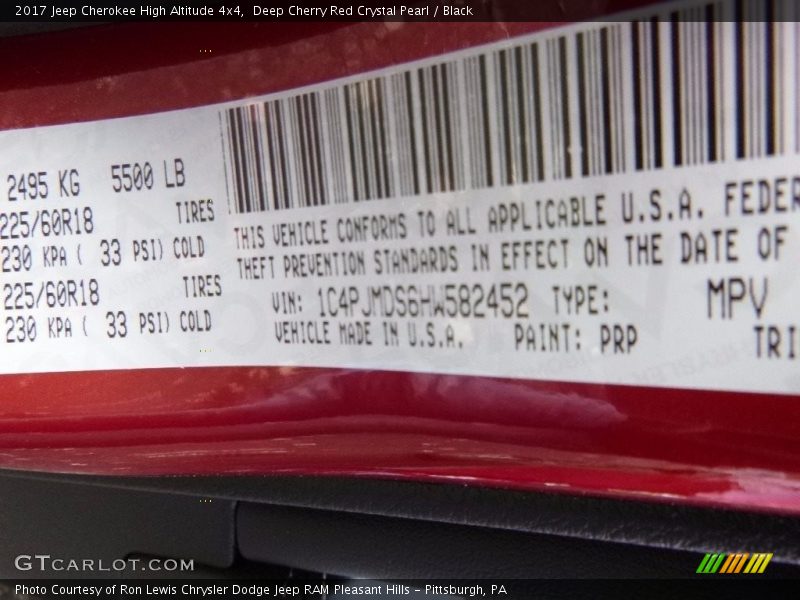 2017 Jeep Cherokee High Altitude 4x4, Deep Cherry Red Crystal Pearl / Black
2495 KG 5500 LB
225/60R18 TIRES
230 KPA ( 33 PSI) COLD
225/60R18 TIRES
230 KPA ( 33 PSI) COLD
THIS VEHICLE CONFORMS TO ALL APPLICABLE U.S.A. FEDER
THEFT PREVENTION STANDARDS IN EFFECT ON THE DATE OF
VIN: 1C4PJMDS6HW582452 TYPE: MPV
VEHICLE MADE IN U.S.A. PAINT: PRP TRI
GTCARLOT.COM
Photo Courtesy of Ron Lewis Chrysler Dodge Jeep RAM Pleasant Hills - Pittsburgh, PA